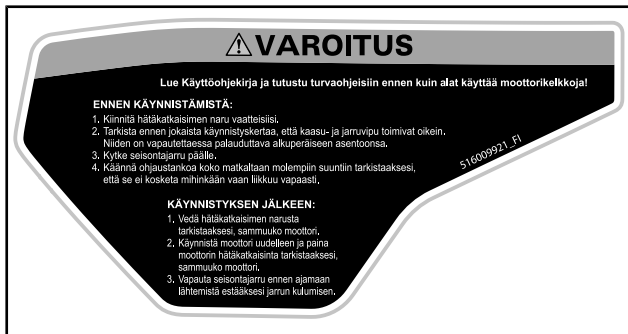 ⚠VAROITUS
Lue Käyttöohjekirja ja tutustu turvaohjeisiin ennen kuin alat käyttää moottorikelkkoja!
ENNEN KÄYNNISTÄMISTÄ:
1. Kiinnitä hätäkatkaisimen naru vaatteisiisi.
2. Tarkista ennen jokaista käynnistyskertaa, että kaasu- ja jarruvipu toimivat oikein.
Niiden on vapautettaessa palauduttava alkuperäiseen asentoonsa.
3. Kytke seisontajarru päälle.
4. Käännä ohjaustankoa koko matkaltaan molempiin suuntiin tarkistaaksesi,
että se ei kosketa mihinkään vaan liikkuu vapaasti.
516009921_FI
KÄYNNISTYKSEN JÄLKEEN:
1. Vedä hätäkatkaisimen narusta
tarkistaaksesi, sammuuko moottori.
2. Käynnistä moottori uudelleen ja paina
moottorin hätäkatkaisinta tarkistaaksesi,
sammuuko moottori.
3. Vapauta seisontajarru ennen ajamaan
lähtemistä estääksesi jarrun kulumisen.